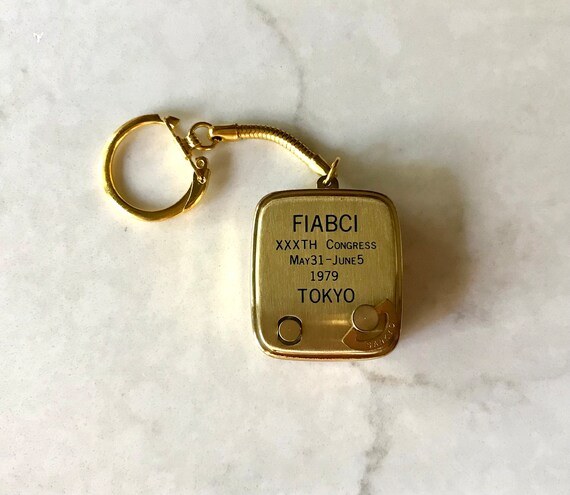 FIABCI
XXXTH CONGRESS
MAY31-JUNE5
1979
TOKYO